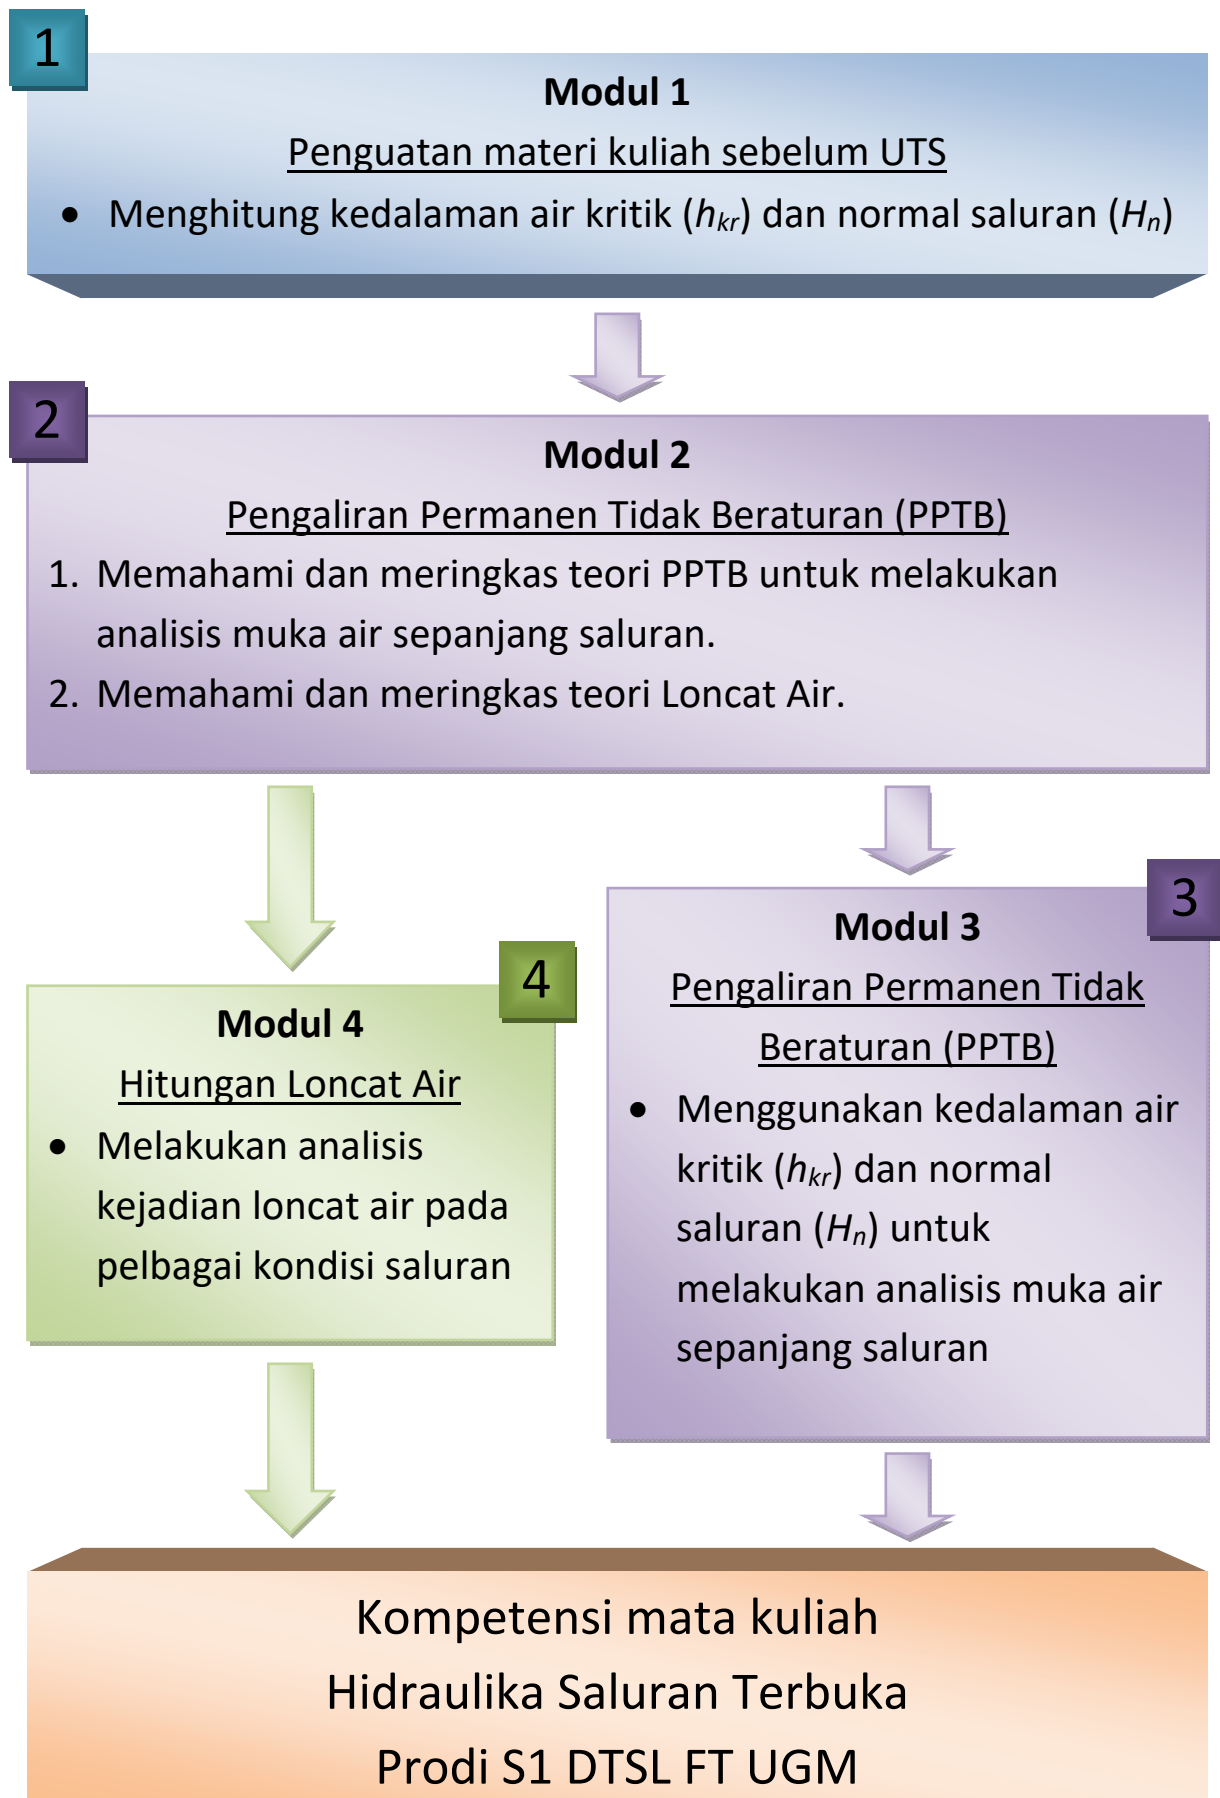 1
Modul 1
Penguatan materi kuliah sebelum UTS
• Menghitung kedalaman air kritik (hkr) dan normal saluran (Hn)
2
Modul 2
Pengaliran Permanen Tidak Beraturan (PPTB)
1. Memahami dan meringkas teori PPTB untuk melakukan
analisis muka air sepanjang saluran.
2. Memahami dan meringkas teori Loncat Air.
3
Modul 3
Pengaliran Permanen Tidak
Beraturan (PPTB)
• Menggunakan kedalaman air
kritik (hkr) dan normal
saluran (Hn) untuk
melakukan analisis muka air
sepanjang saluran
4
Modul 4
Hitungan Loncat Air
• Melakukan analisis
kejadian loncat air pada
pelbagai kondisi saluran
Kompetensi mata kuliah
Hidraulika Saluran Terbuka
Prodi S1 DTSL FT UGM